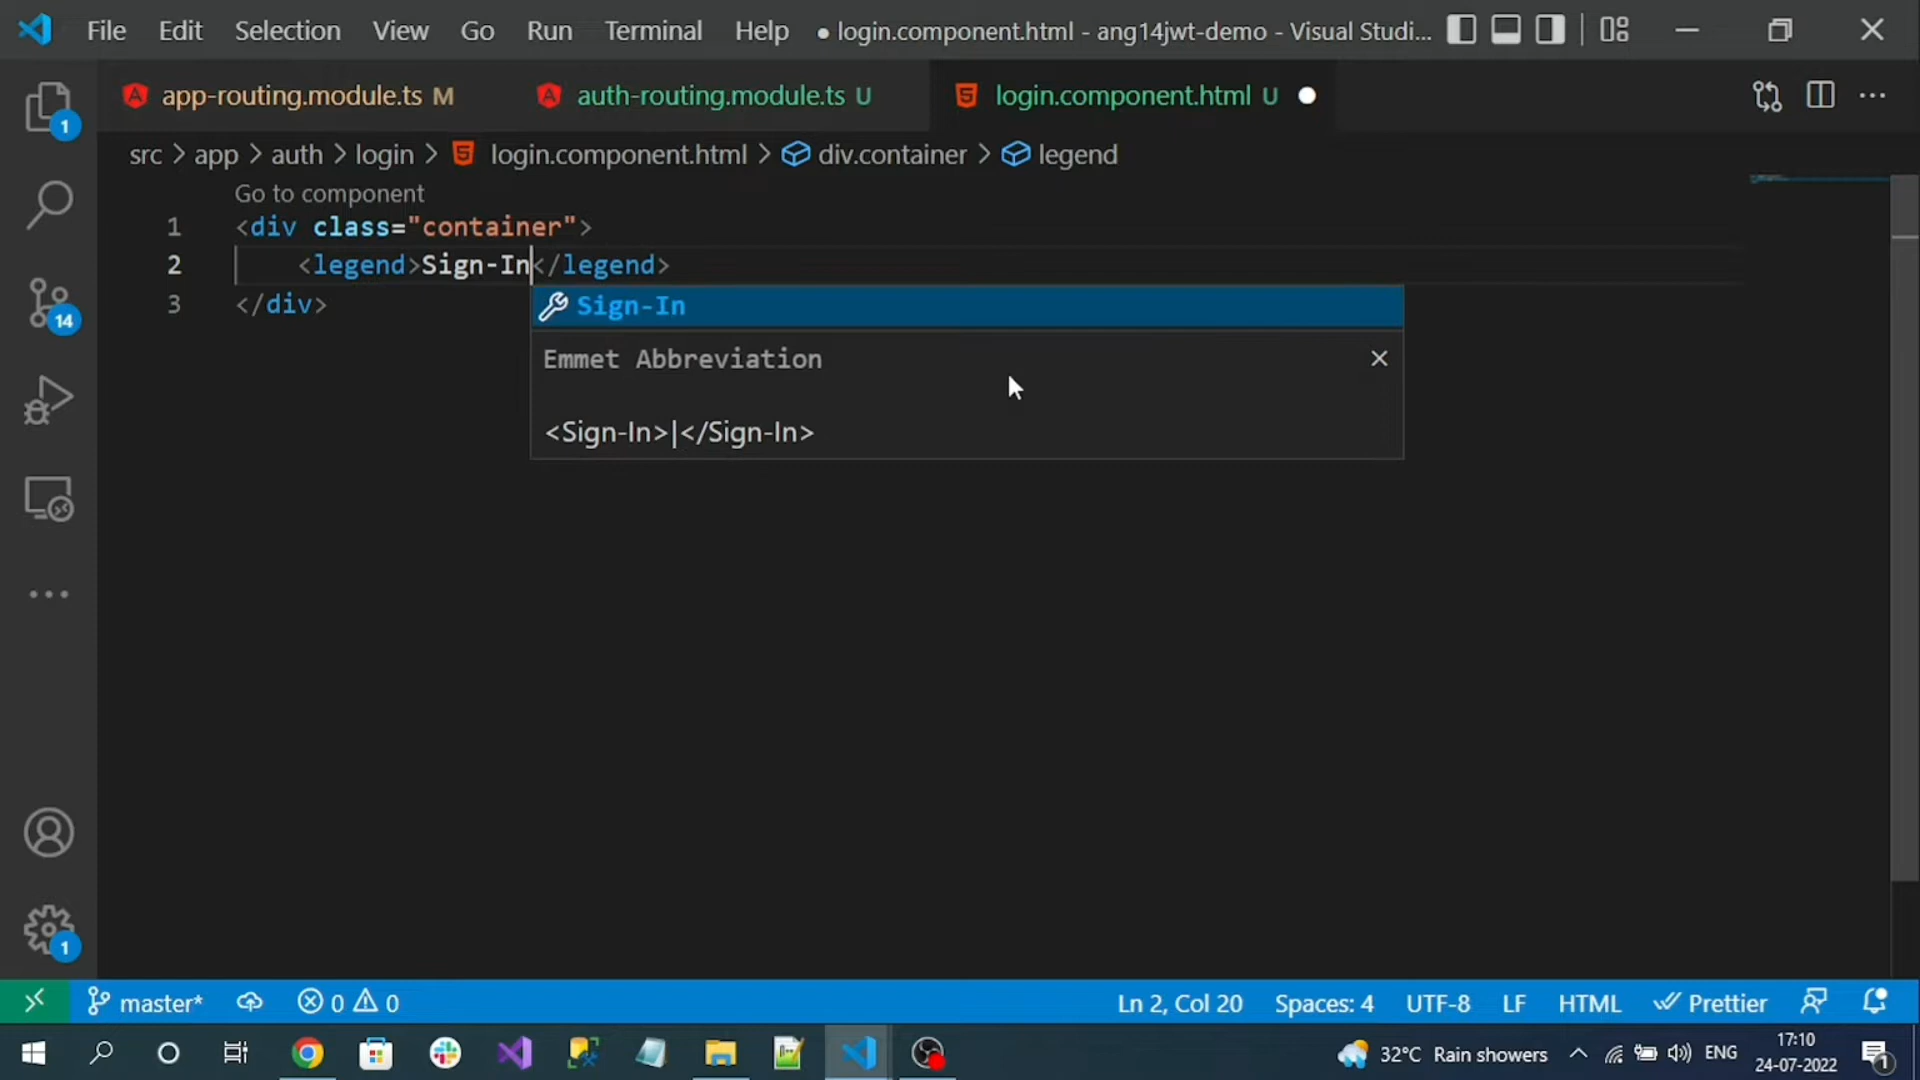 File Edit Selection View Go Run Terminal Help ● login.component.html - ang14jwt-demo - Visual Studi...
app-routing.module.ts M auth-routing.module.ts U login.component.html U
src > app > auth > login > login.component.html > div.container > legend
Go to component
1 <div class="container">
2 <legend>Sign-In</legend>
3 </div>
Sign-In
Emmet Abbreviation
<Sign-In>|</Sign-In>
1
14
1
master* 0 0 Ln 2, Col 20 Spaces: 4 UTF-8 LF HTML Prettier
32°C Rain showers ENG 17:10
24-07-2022
1